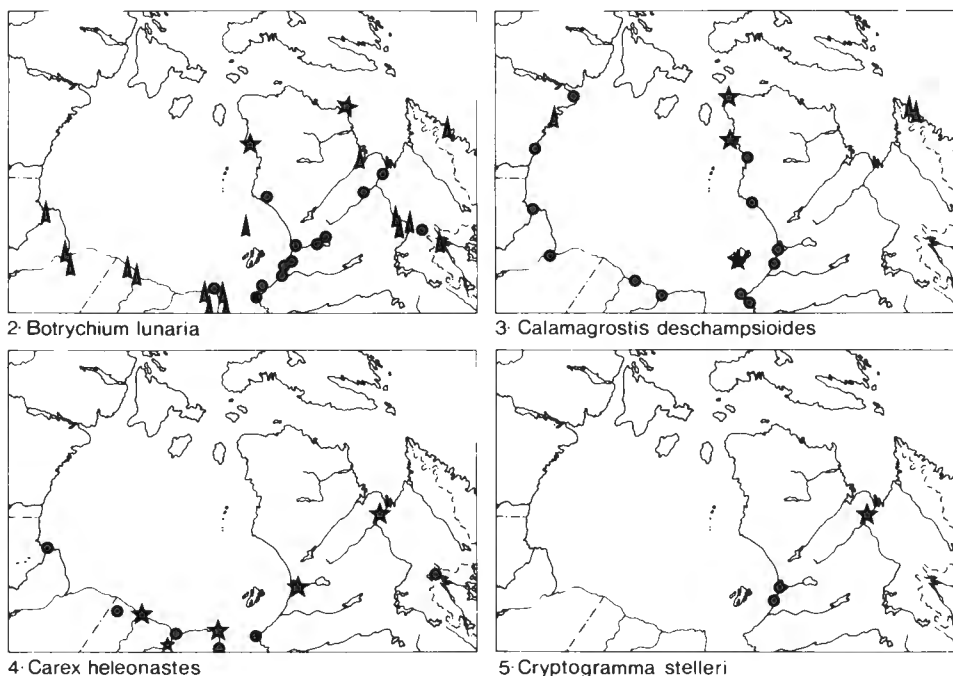 2· Botrychium lunaria
3· Calamagrostis deschampsioides
4· Carex heleonastes
5· Cryptogramma stelleri